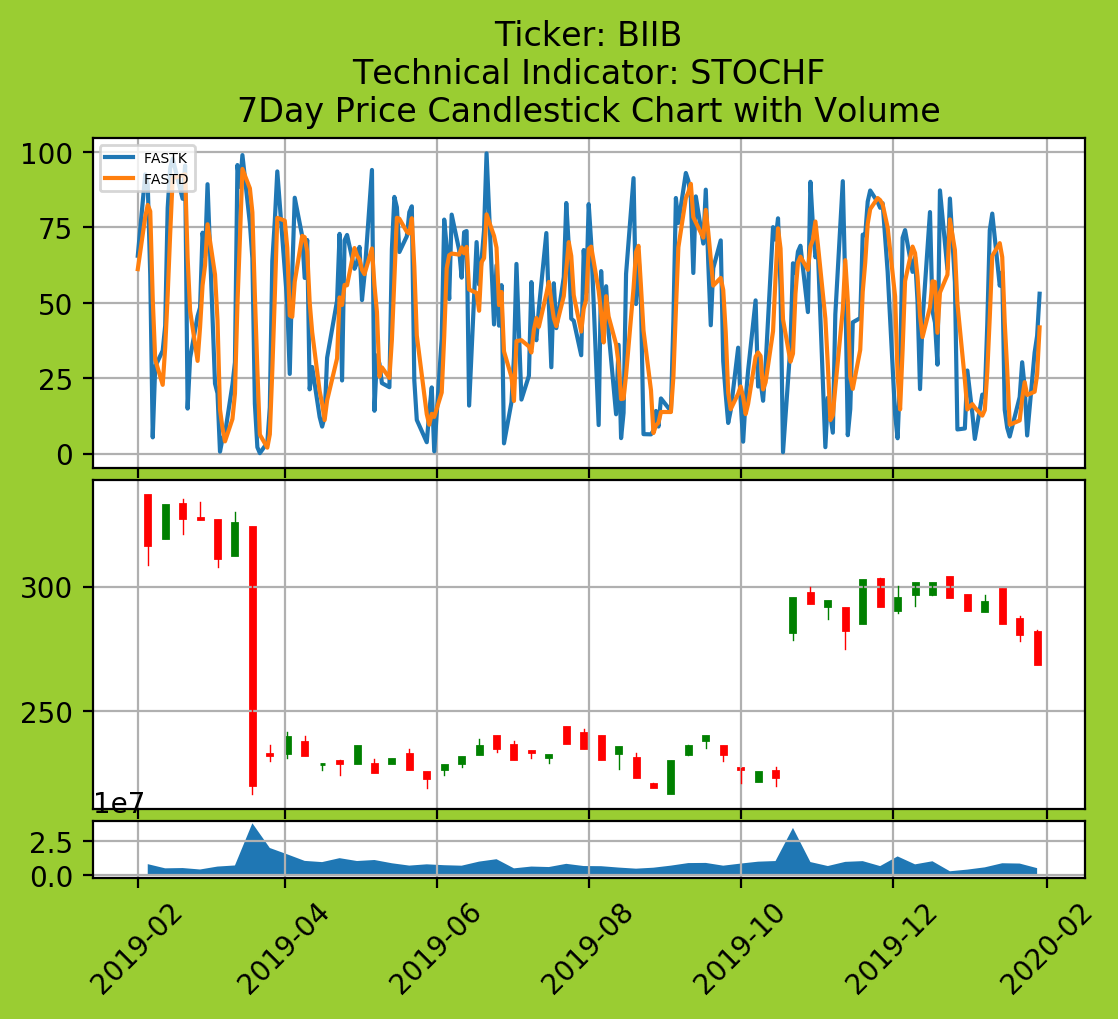 Ticker: BIIB
Technical Indicator: STOCHF
7Day Price Candlestick Chart with Volume
100
75
50
25
0
FASTK
FASTD
300
250
1e7
2.5
0.0
2019-02
2019-04
2019-06
2019-08
2019-10
2019-12
2020-02